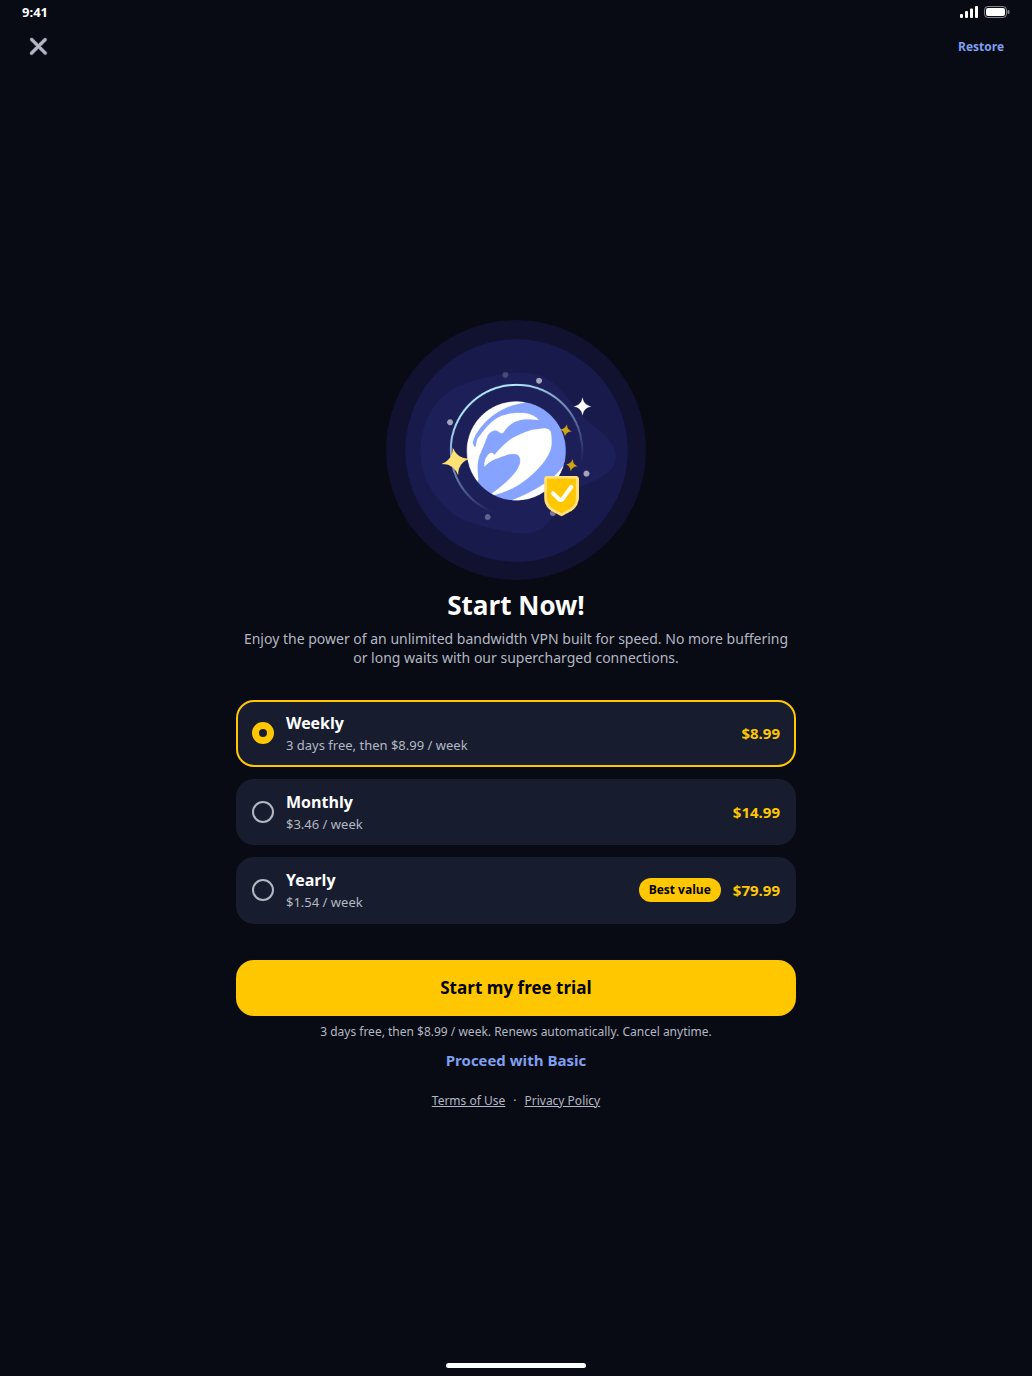 9:41
Restore
Start Now!
Enjoy the power of an unlimited bandwidth VPN built for speed. No more buffering
or long waits with our supercharged connections.
Weekly
3 days free, then $8.99 / week
$8.99
Monthly
$3.46 / week
$14.99
Yearly
$1.54 / week
Best value
$79.99
Start my free trial
3 days free, then $8.99 / week. Renews automatically. Cancel anytime.
Proceed with Basic
Terms of Use · Privacy Policy